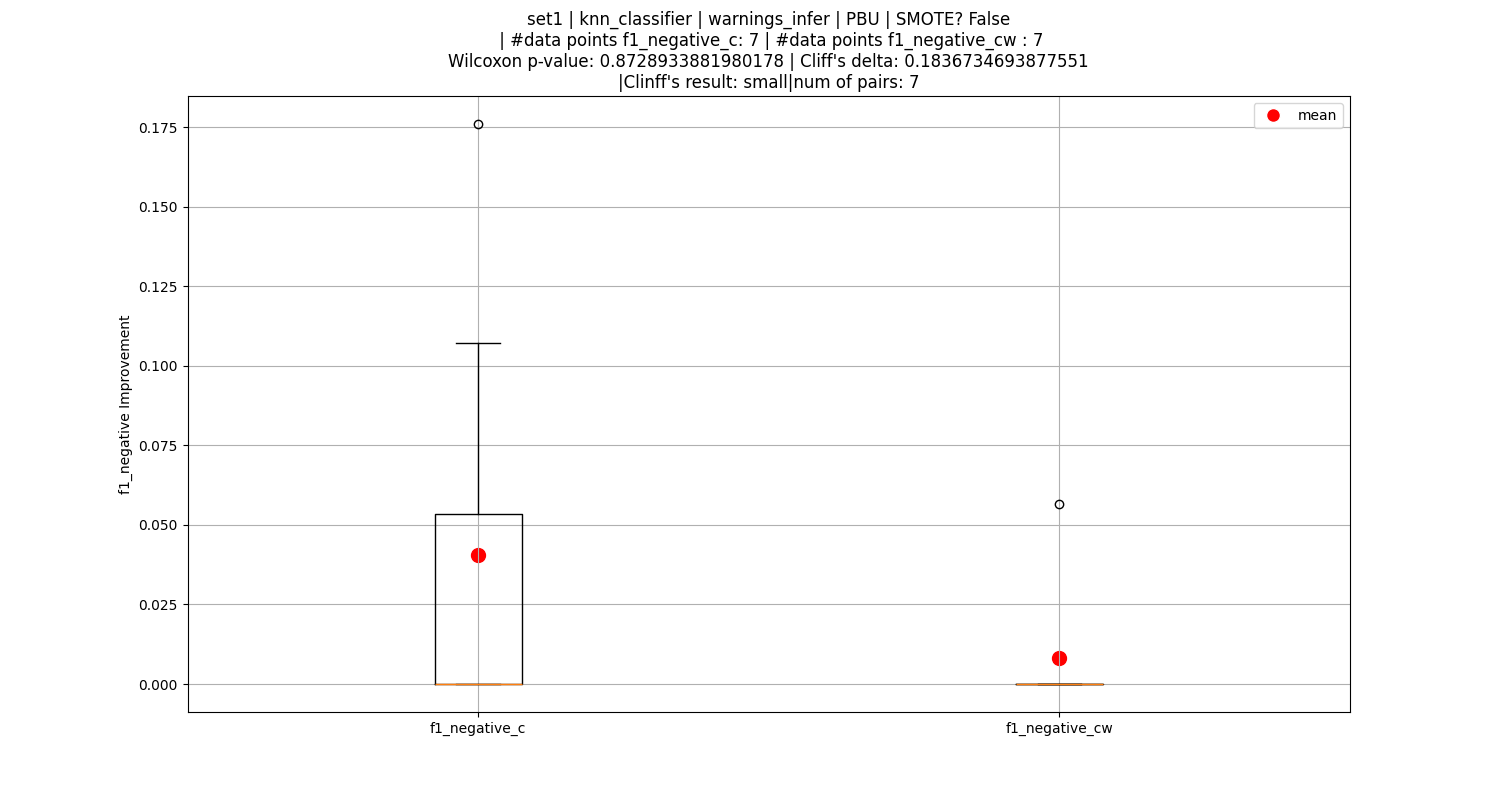 set1 | knn_classifier | warnings_infer | PBU | SMOTE? False
| #data points f1_negative_c: 7 | #data points f1_negative_cw : 7
Wilcoxon p-value: 0.8728933881980178 | Cliff's delta: 0.1836734693877551
|Clinff's result: small|num of pairs: 7
mean
0.175
0.150
0.125
0.100
0.075
0.050
0.025
0.000
f1_negative Improvement
f1_negative_c
f1_negative_cw